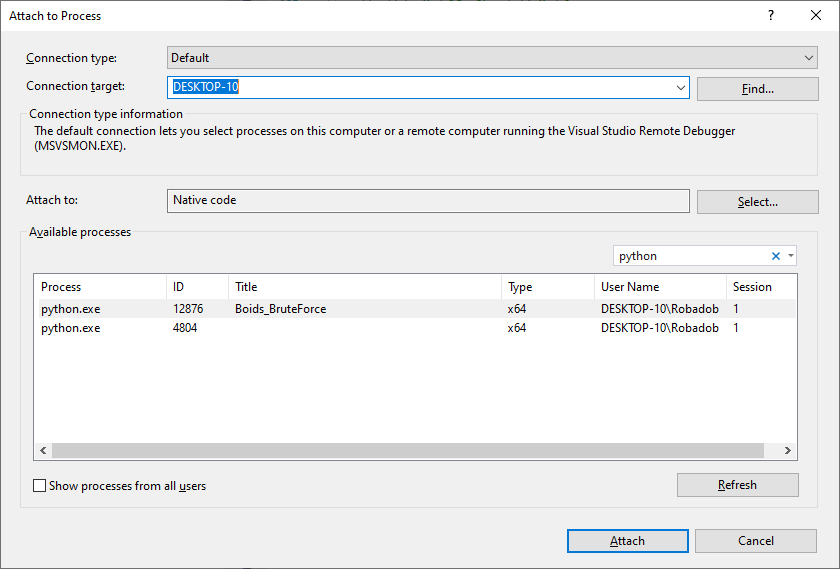 Attach to Process
Connection type: Default
Connection target: DESKTOP-10 Find...
Connection type information
The default connection lets you select processes on this computer or a remote computer running the Visual Studio Remote Debugger
(MSVSMON.EXE).
Attach to: Native code Select...
Available processes
python
Process ID Title Type User Name Session
python.exe 12876 Boids_BruteForce x64 DESKTOP-10\Robadob 1
python.exe 4804 x64 DESKTOP-10\Robadob 1
Show processes from all users
Refresh
Attach Cancel